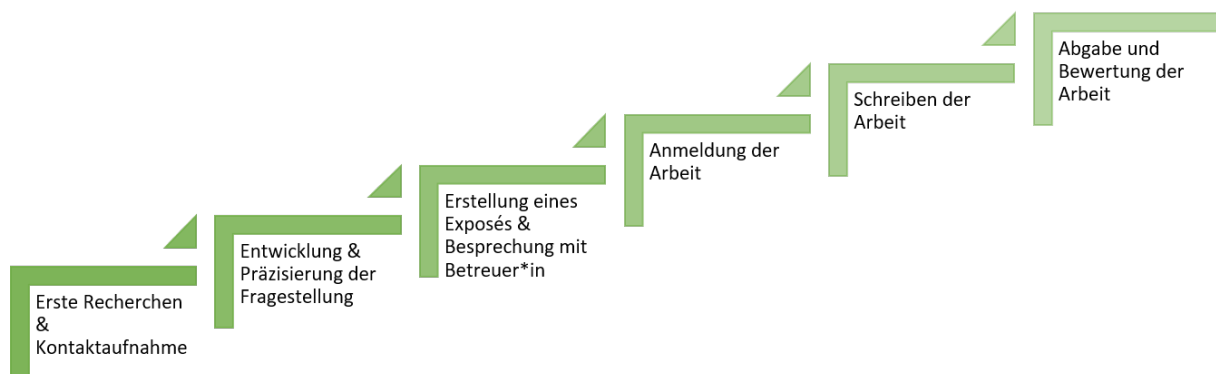 Erste Recherchen
&
Kontaktaufnahme
Entwicklung &
Präzisierung der
Fragestellung
Erstellung eines
Exposés &
Besprechung mit
Betreuer*in
Anmeldung der
Arbeit
Schreiben der
Arbeit
Abgabe und
Bewertung der
Arbeit